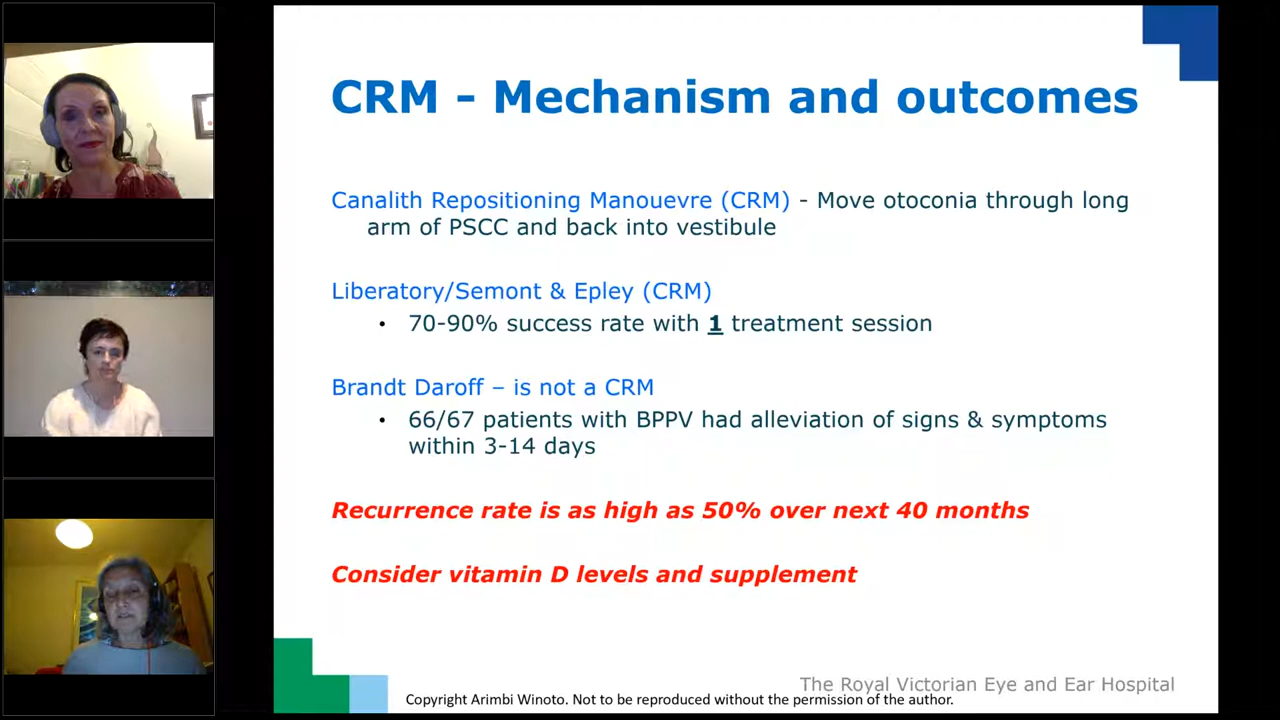 CRM - Mechanism and outcomes
Canalith Repositioning Manouevre (CRM) - Move otoconia through long
arm of PSCC and back into vestibule
Liberatory/Semont & Epley (CRM)
• 70-90% success rate with 1 treatment session
Brandt Daroff – is not a CRM
• 66/67 patients with BPPV had alleviation of signs & symptoms
within 3-14 days
Recurrence rate is as high as 50% over next 40 months
Consider vitamin D levels and supplement
The Royal Victorian Eye and Ear Hospital
Copyright Arimbi Winoto. Not to be reproduced without the permission of the author.